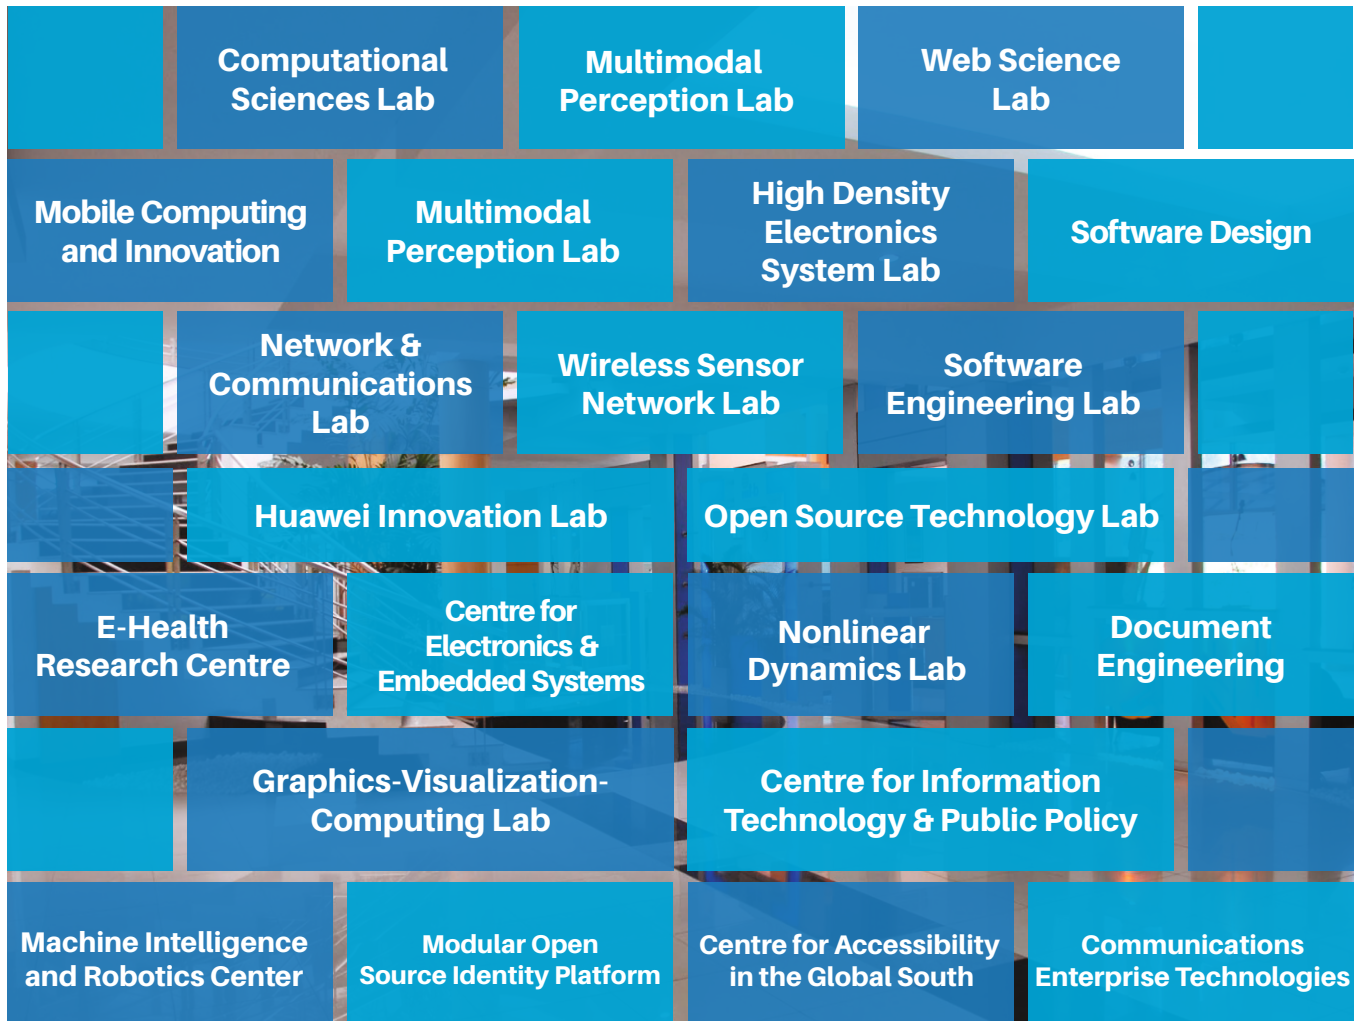 Computational
Sciences Lab
Multimodal
Perception Lab
Web Science
Lab
Mobile Computing
and Innovation
Multimodal
Perception Lab
High Density
Electronics
System Lab
Software Design
Network &
Communications
Lab
Wireless Sensor
Network Lab
Software
Engineering Lab
Huawei Innovation Lab
Open Source Technology Lab
E-Health
Research Centre
Centre for
Electronics &
Embedded Systems
Nonlinear
Dynamics Lab
Document
Engineering
Graphics-Visualization-
Computing Lab
Centre for Information
Technology & Public Policy
Machine Intelligence
and Robotics Center
Modular Open
Source Identity Platform
Centre for Accessibility
in the Global South
Communications
Enterprise Technologies